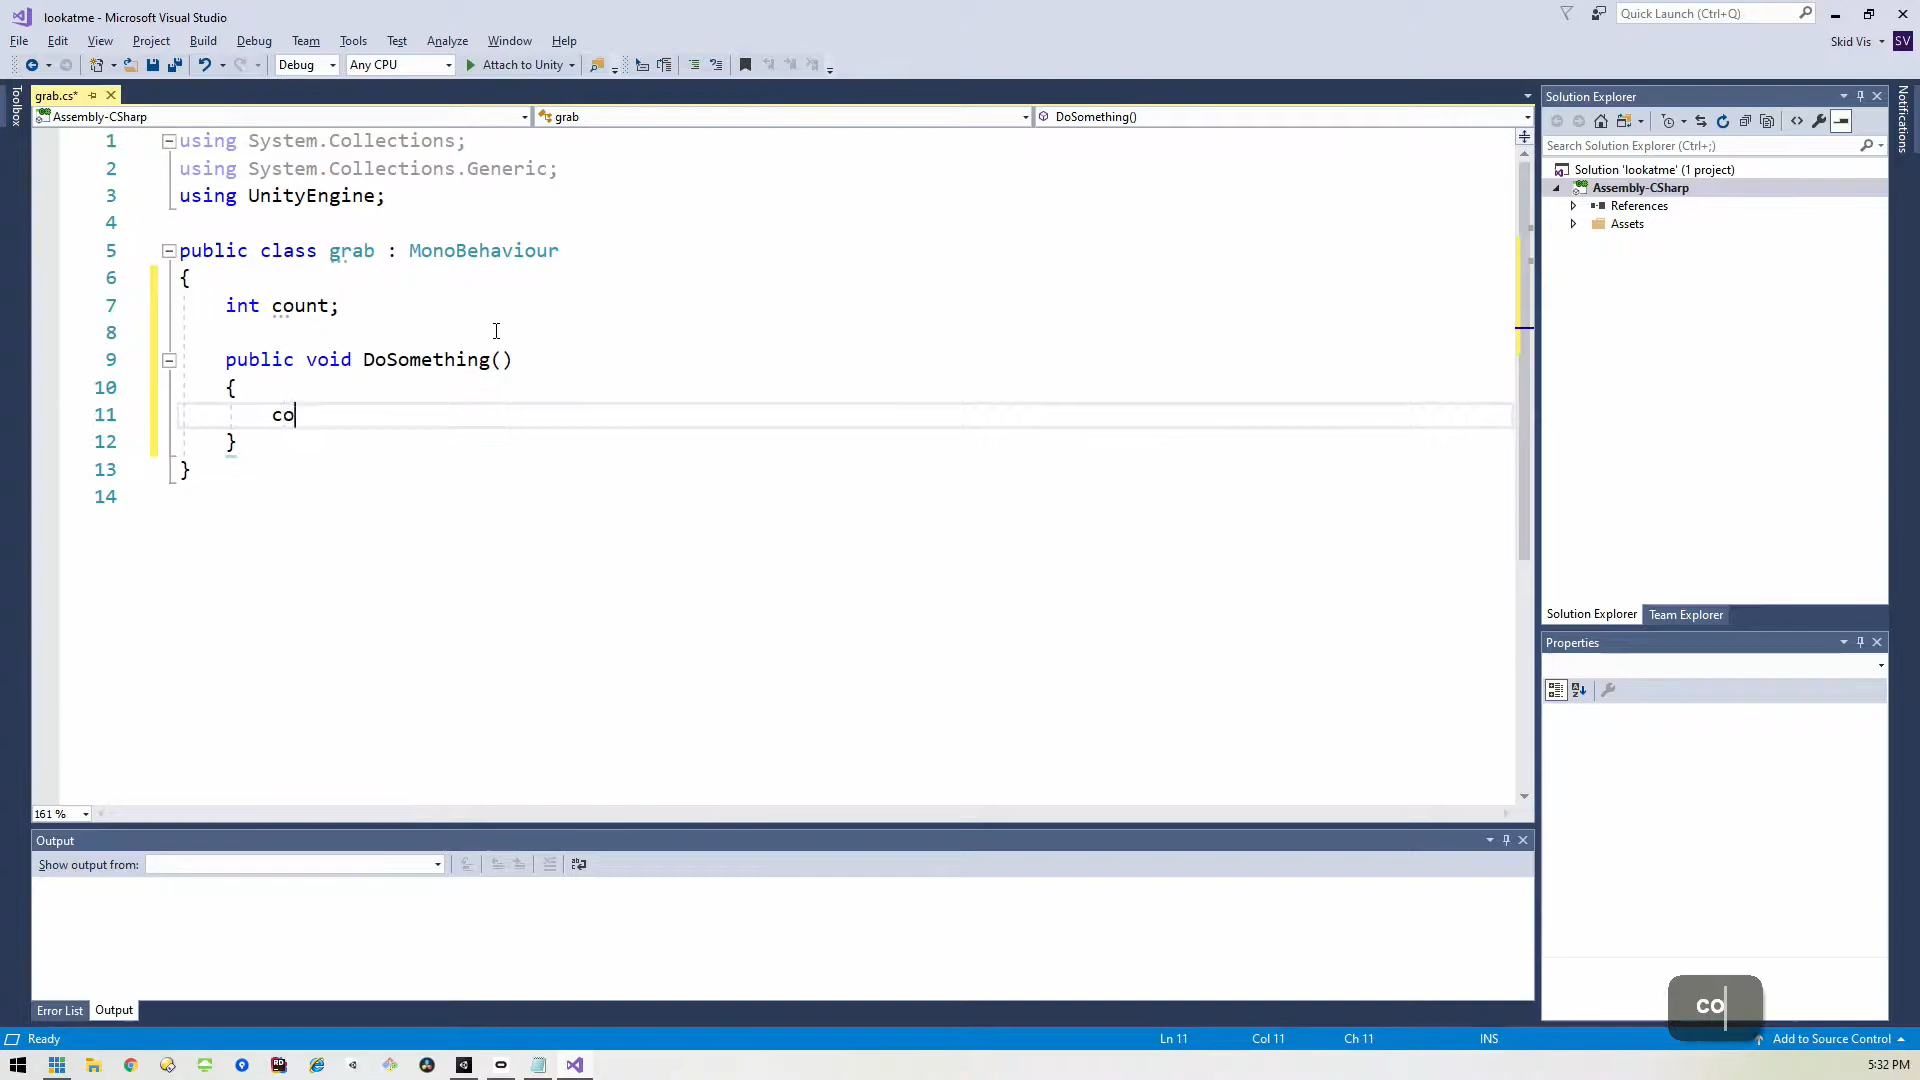 lookatme - Microsoft Visual Studio
Quick Launch (Ctrl+Q)
File Edit View Project Build Debug Team Tools Test Analyze Window Help
Skid Vis SV
Debug Any CPU Attach to Unity
Toolbox
grab.cs*
Assembly-CSharp grab DoSomething()
1 using System.Collections;
2 using System.Collections.Generic;
3 using UnityEngine;
4
5 public class grab : MonoBehaviour
6 {
7 int count;
8
9 public void DoSomething()
10 {
11 co
12 }
13 }
14
161 %
Output
Show output from:
Error List Output
Solution Explorer
Search Solution Explorer (Ctrl+;)
Solution 'lookatme' (1 project)
Assembly-CSharp
References
Assets
Solution Explorer Team Explorer
Properties
Notifications
co
Ready Ln 11 Col 11 Ch 11 INS Add to Source Control
5:32 PM